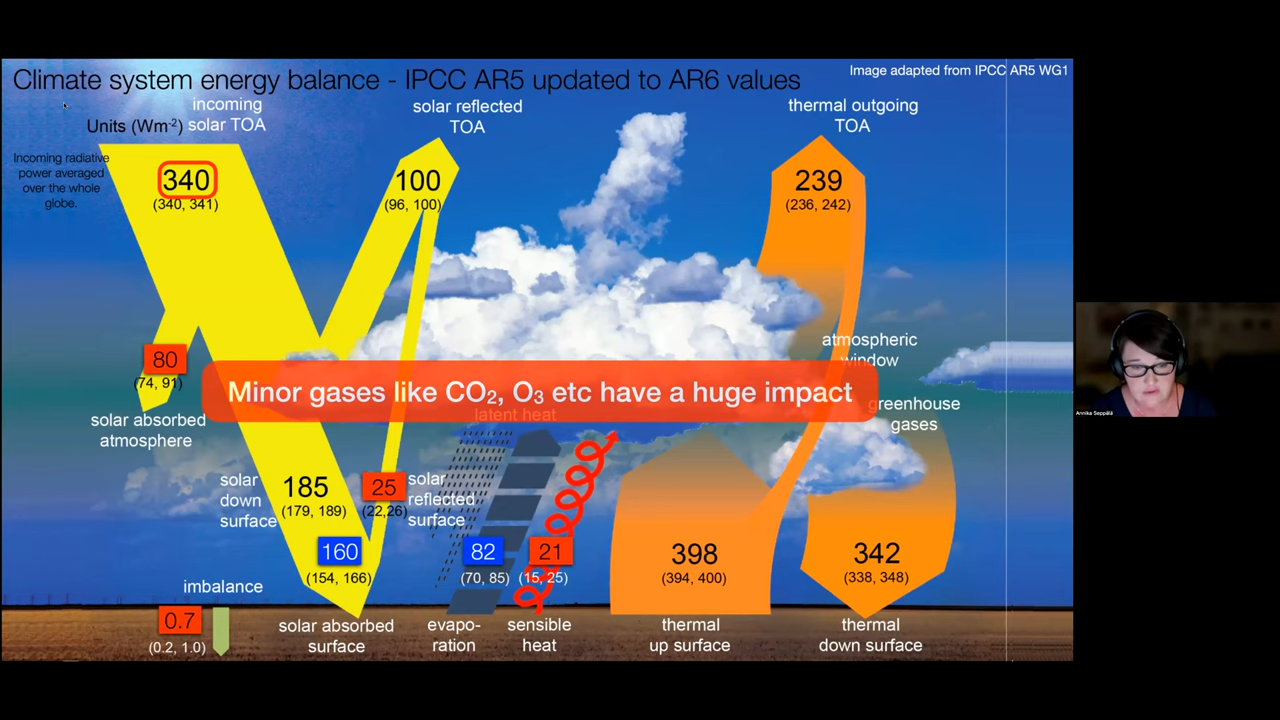 Climate system energy balance - IPCC AR5 updated to AR6 values
Image adapted from IPCC AR5 WG1
incoming
solar TOA
Units (Wm-2)
Incoming radiative
power averaged
over the whole
globe.
340
(340, 341)
solar reflected
TOA
100
(96, 100)
thermal outgoing
TOA
239
(236, 242)
atmospheric
window
80
(74, 91)
solar absorbed
atmosphere
Minor gases like CO₂, O₃ etc have a huge impact
latent heat
greenhouse
gases
solar
down
surface
185
(179, 189)
25
(22,26)
solar
reflected
surface
160
(154, 166)
82
(70, 85)
21
(15, 25)
398
(394, 400)
342
(338, 348)
imbalance
0.7
(0.2, 1.0)
solar absorbed
surface
evapo-
ration
sensible
heat
thermal
up surface
thermal
down surface
Annika Seppälä